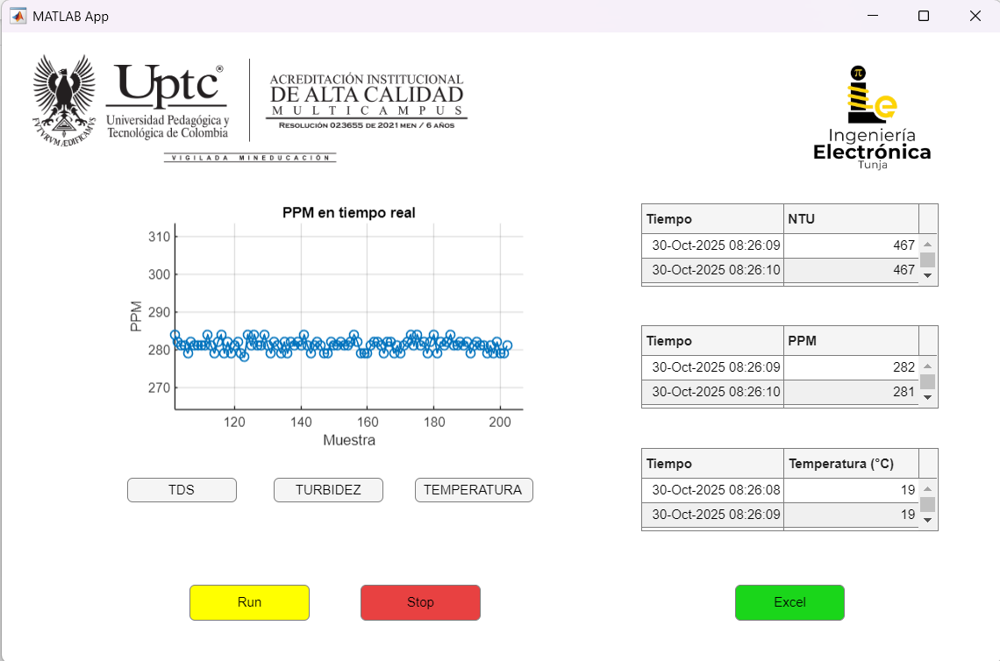 MATLAB App
Uptc®
Universidad Pedagógica y
Tecnológica de Colombia
FVTVRVM ÆDIFICAMVS
ACREDITACIÓN INSTITUCIONAL
DE ALTA CALIDAD
MULTICAMPUS
RESOLUCIÓN 023655 DE 2021 MEN / 6 AÑOS
VIGILADA MINEDUCACIÓN
π
e
Ingeniería
Electrónica
Tunja
PPM en tiempo real
310
300
290
280
270
PPM
120 140 160 180 200
Muestra
TDS TURBIDEZ TEMPERATURA
Tiempo NTU
30-Oct-2025 08:26:09 467
30-Oct-2025 08:26:10 467
Tiempo PPM
30-Oct-2025 08:26:09 282
30-Oct-2025 08:26:10 281
Tiempo Temperatura (°C)
30-Oct-2025 08:26:08 19
30-Oct-2025 08:26:09 19
Run Stop Excel